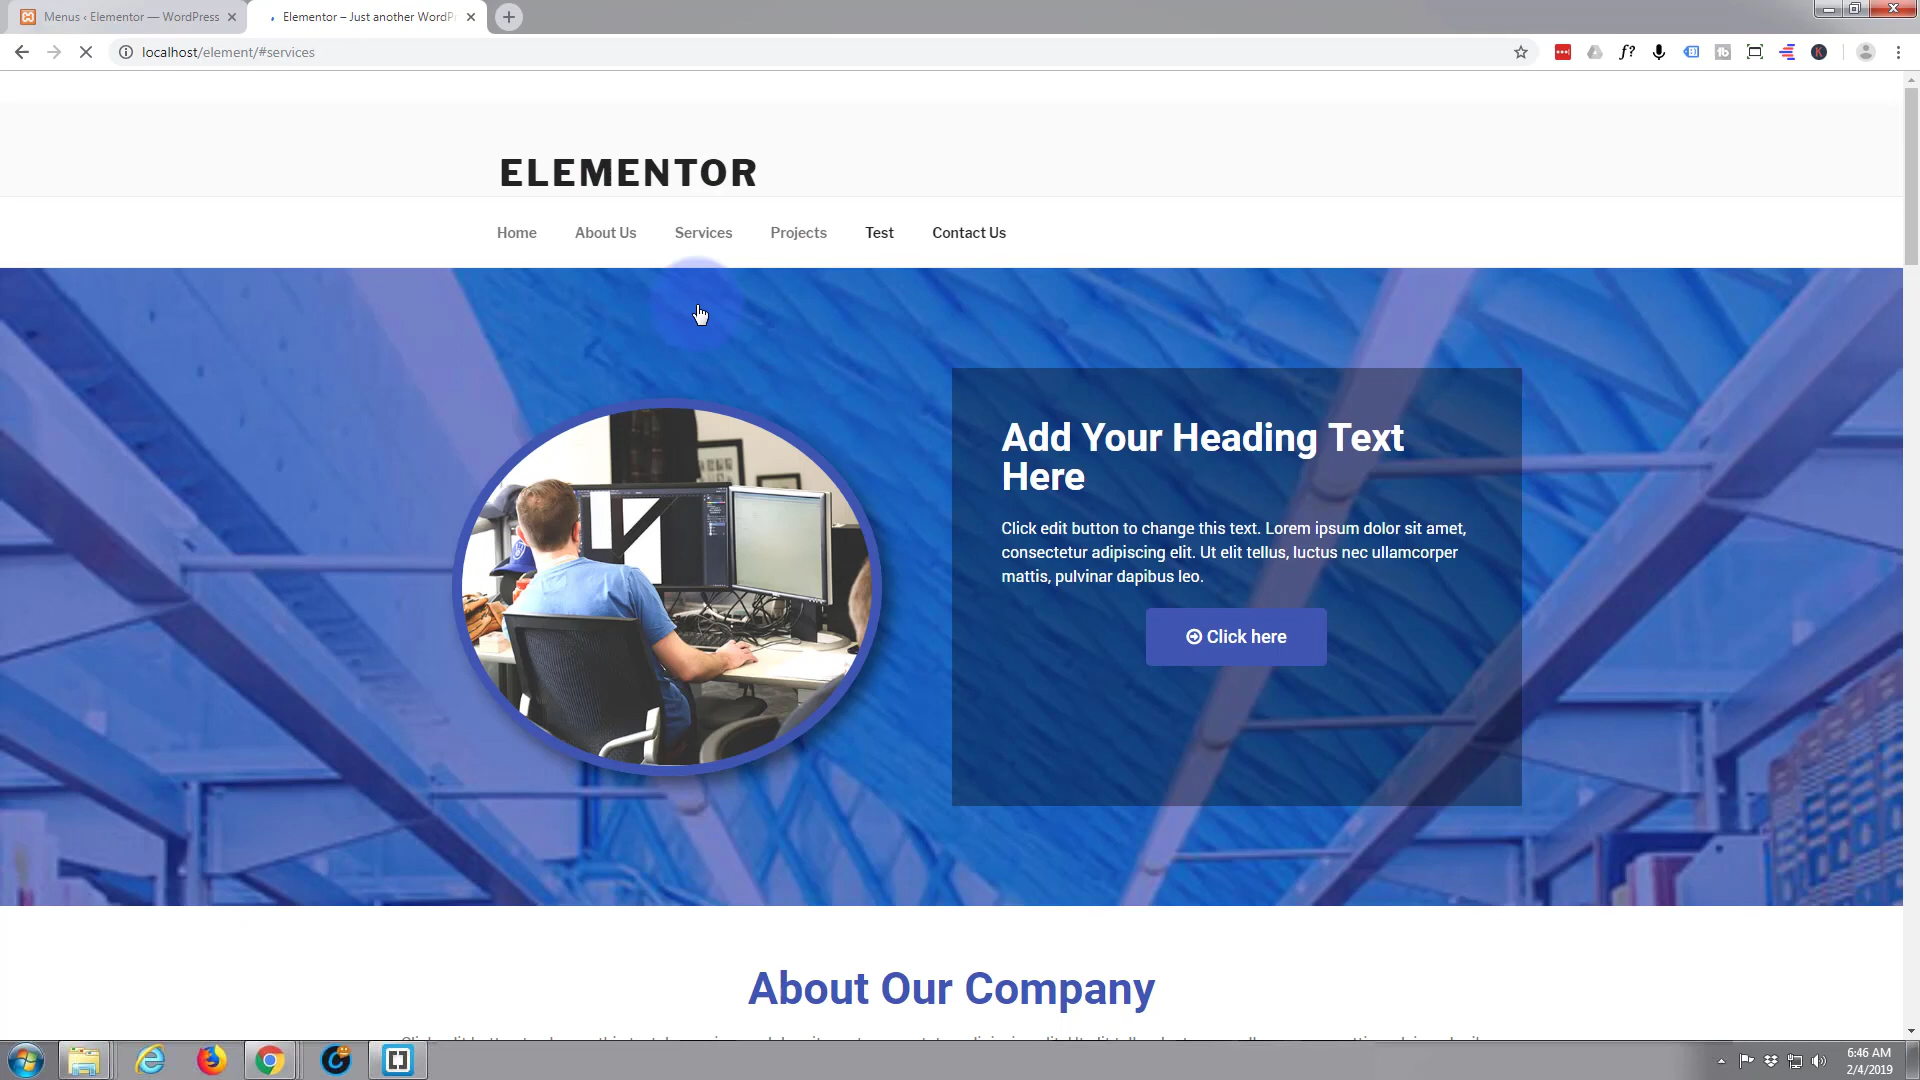 Menus ‹ Elementor — WordPress
Elementor – Just another WordPr
localhost/element/#services
ELEMENTOR
Home About Us Services Projects Test Contact Us
Add Your Heading Text
Here
Click edit button to change this text. Lorem ipsum dolor sit amet,
consectetur adipiscing elit. Ut elit tellus, luctus nec ullamcorper
mattis, pulvinar dapibus leo.
Click here
About Our Company
6:46 AM
2/4/2019